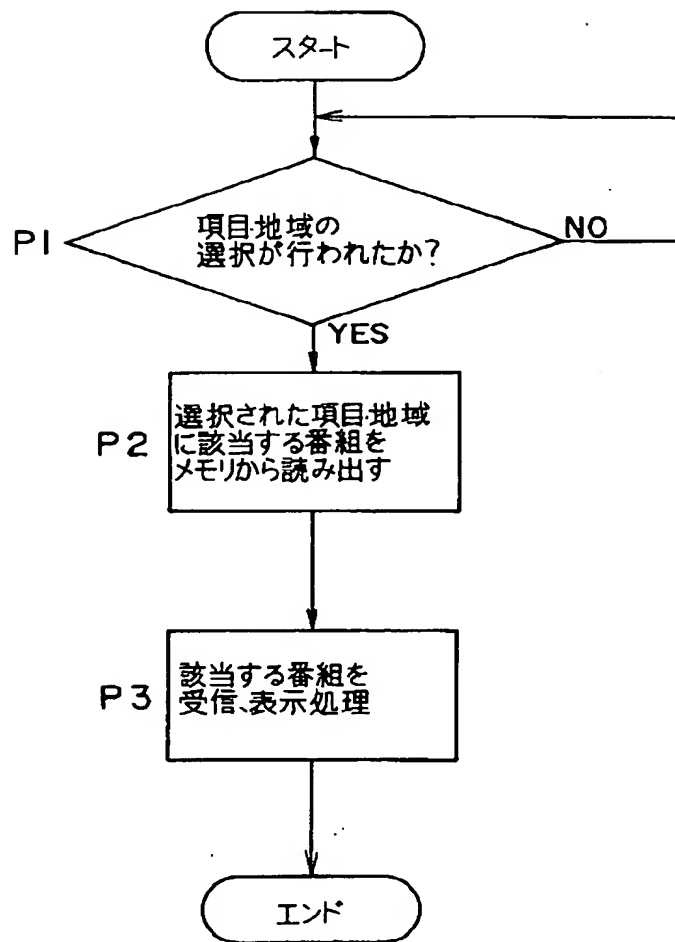 スタート
P1
項目・地域の
選択が行われたか?
NO
YES
P2
選択された項目・地域
に該当する番組を
メモリから読み出す
P3
該当する番組を
受信、表示処理
エンド